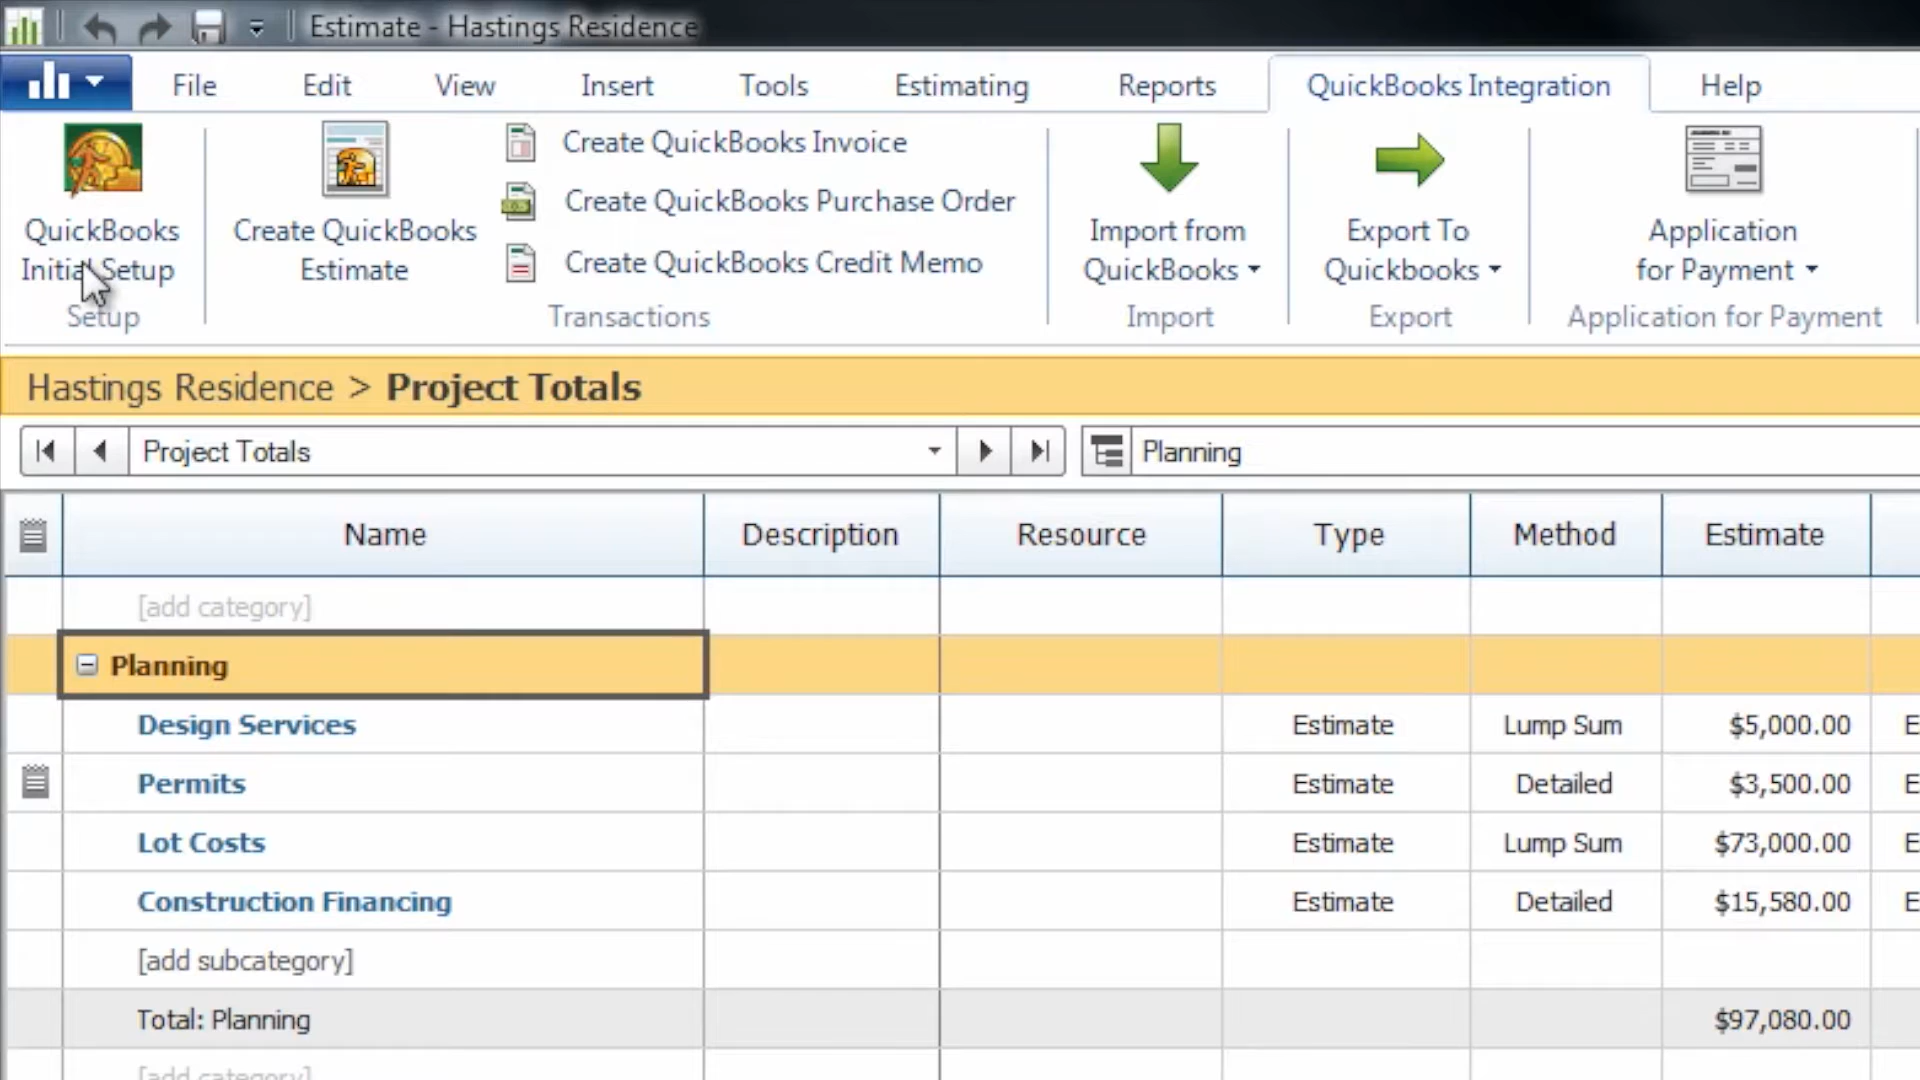 Estimate - Hastings Residence
File Edit View Insert Tools Estimating Reports QuickBooks Integration Help
QuickBooks
Initial Setup
Setup
Create QuickBooks
Estimate
Create QuickBooks Invoice
Create QuickBooks Purchase Order
Create QuickBooks Credit Memo
Transactions
Import from
QuickBooks
Import
Export To
Quickbooks
Export
Application
for Payment
Application for Payment
Hastings Residence > Project Totals
Project Totals
Planning
Name Description Resource Type Method Estimate
[add category]
Planning
Design Services Estimate Lump Sum $5,000.00 E
Permits Estimate Detailed $3,500.00 E
Lot Costs Estimate Lump Sum $73,000.00 E
Construction Financing Estimate Detailed $15,580.00 E
[add subcategory]
Total: Planning $97,080.00
[add category]